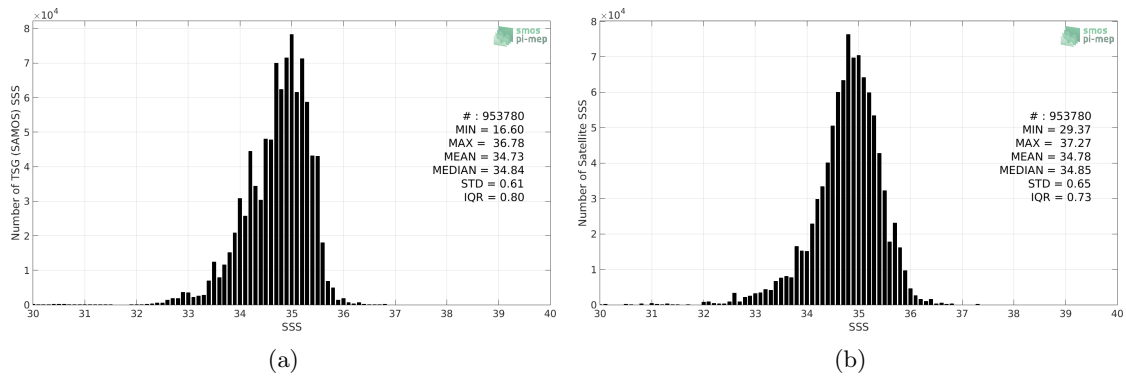 ×10⁴
8
7
6
5
4
3
2
1
0
Number of TSG (SAMOS) SSS
30 31 32 33 34 35 36 37 38 39 40
SSS
smos
pi-mep
# : 953780
MIN = 16.60
MAX = 36.78
MEAN = 34.73
MEDIAN = 34.84
STD = 0.61
IQR = 0.80
(a)
×10⁴
8
7
6
5
4
3
2
1
0
Number of Satellite SSS
30 31 32 33 34 35 36 37 38 39 40
SSS
smos
pi-mep
# : 953780
MIN = 29.37
MAX = 37.27
MEAN = 34.78
MEDIAN = 34.85
STD = 0.65
IQR = 0.73
(b)